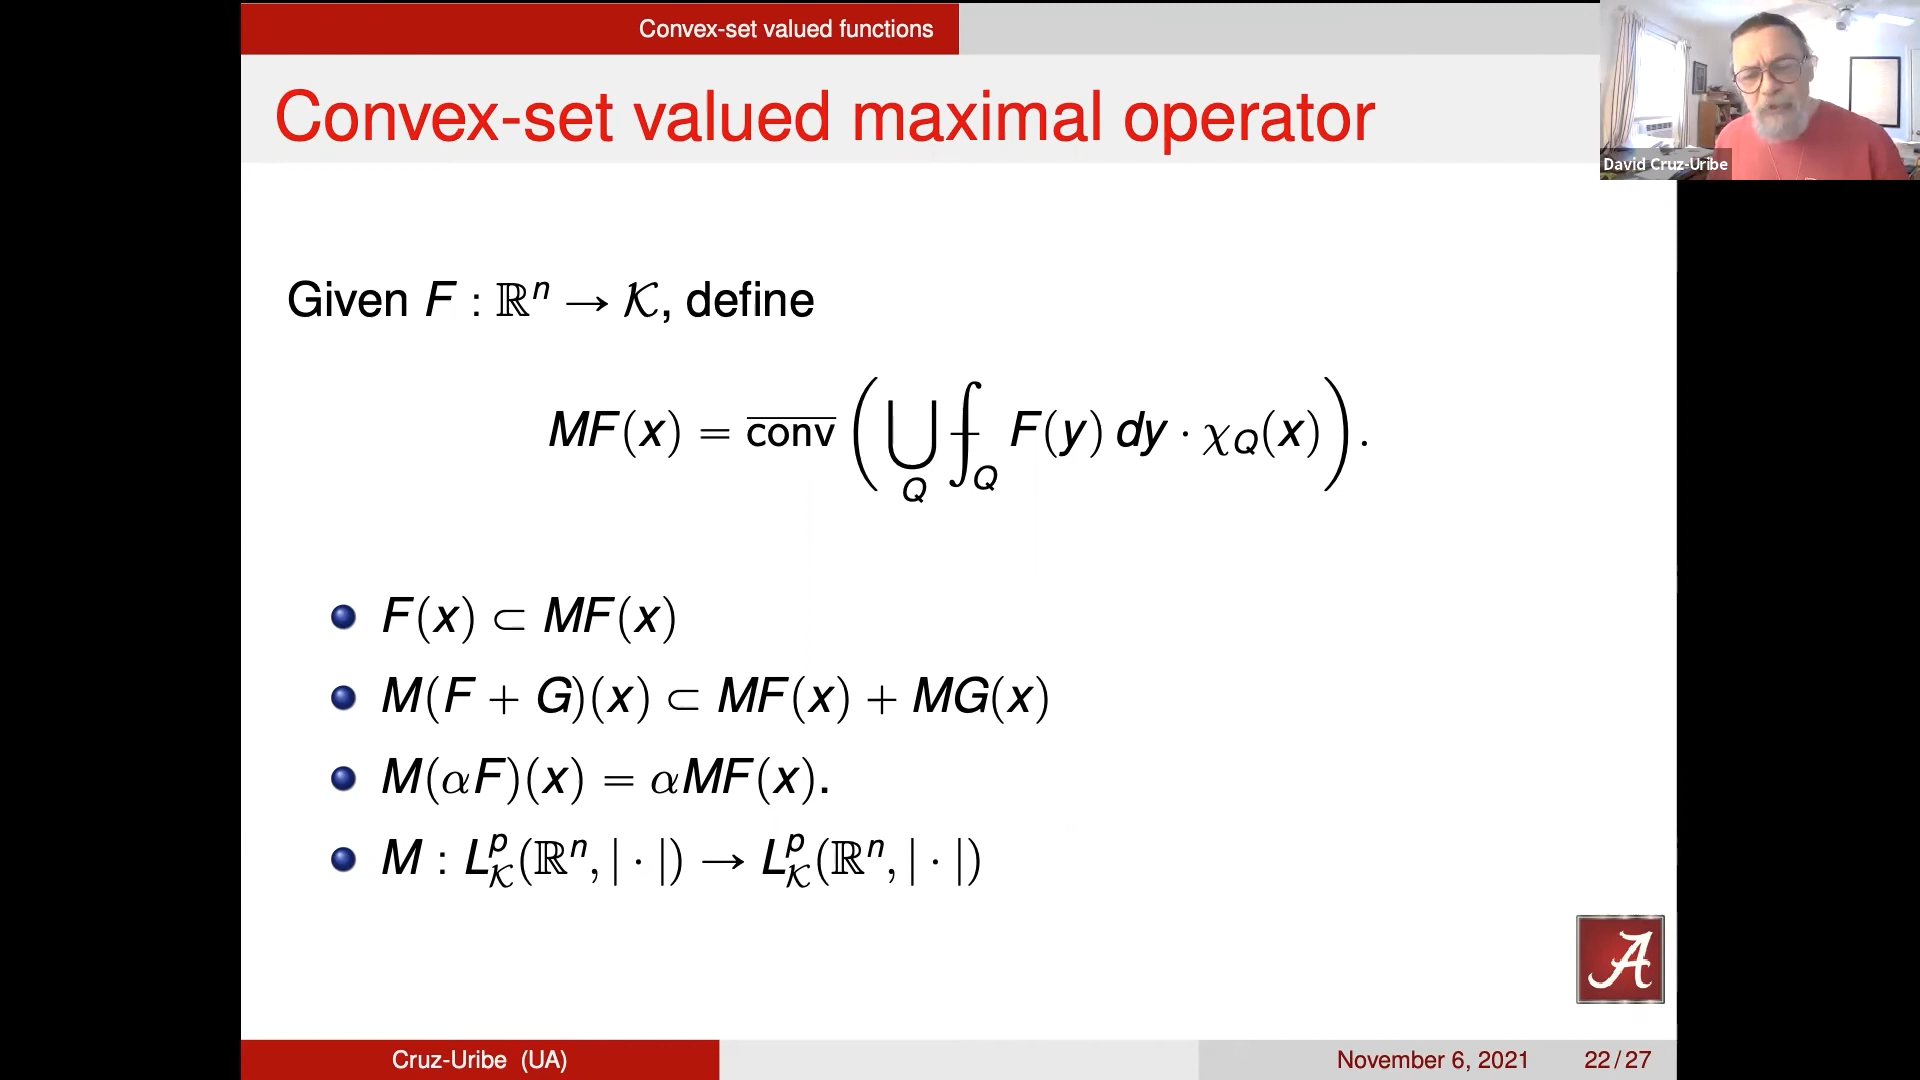 Convex-set valued functions
Convex-set valued maximal operator
David Cruz-Uribe
Given F : ℝⁿ → 𝒦, define
MF(x) = \overline{conv} ( ⋃_Q ⨍_Q F(y) dy · χ_Q(x) ).
F(x) ⊂ MF(x)
M(F + G)(x) ⊂ MF(x) + MG(x)
M(αF)(x) = αMF(x).
M : L^p_𝒦(ℝⁿ, | · |) → L^p_𝒦(ℝⁿ, | · |)
A
Cruz-Uribe (UA)
November 6, 2021 22 / 27